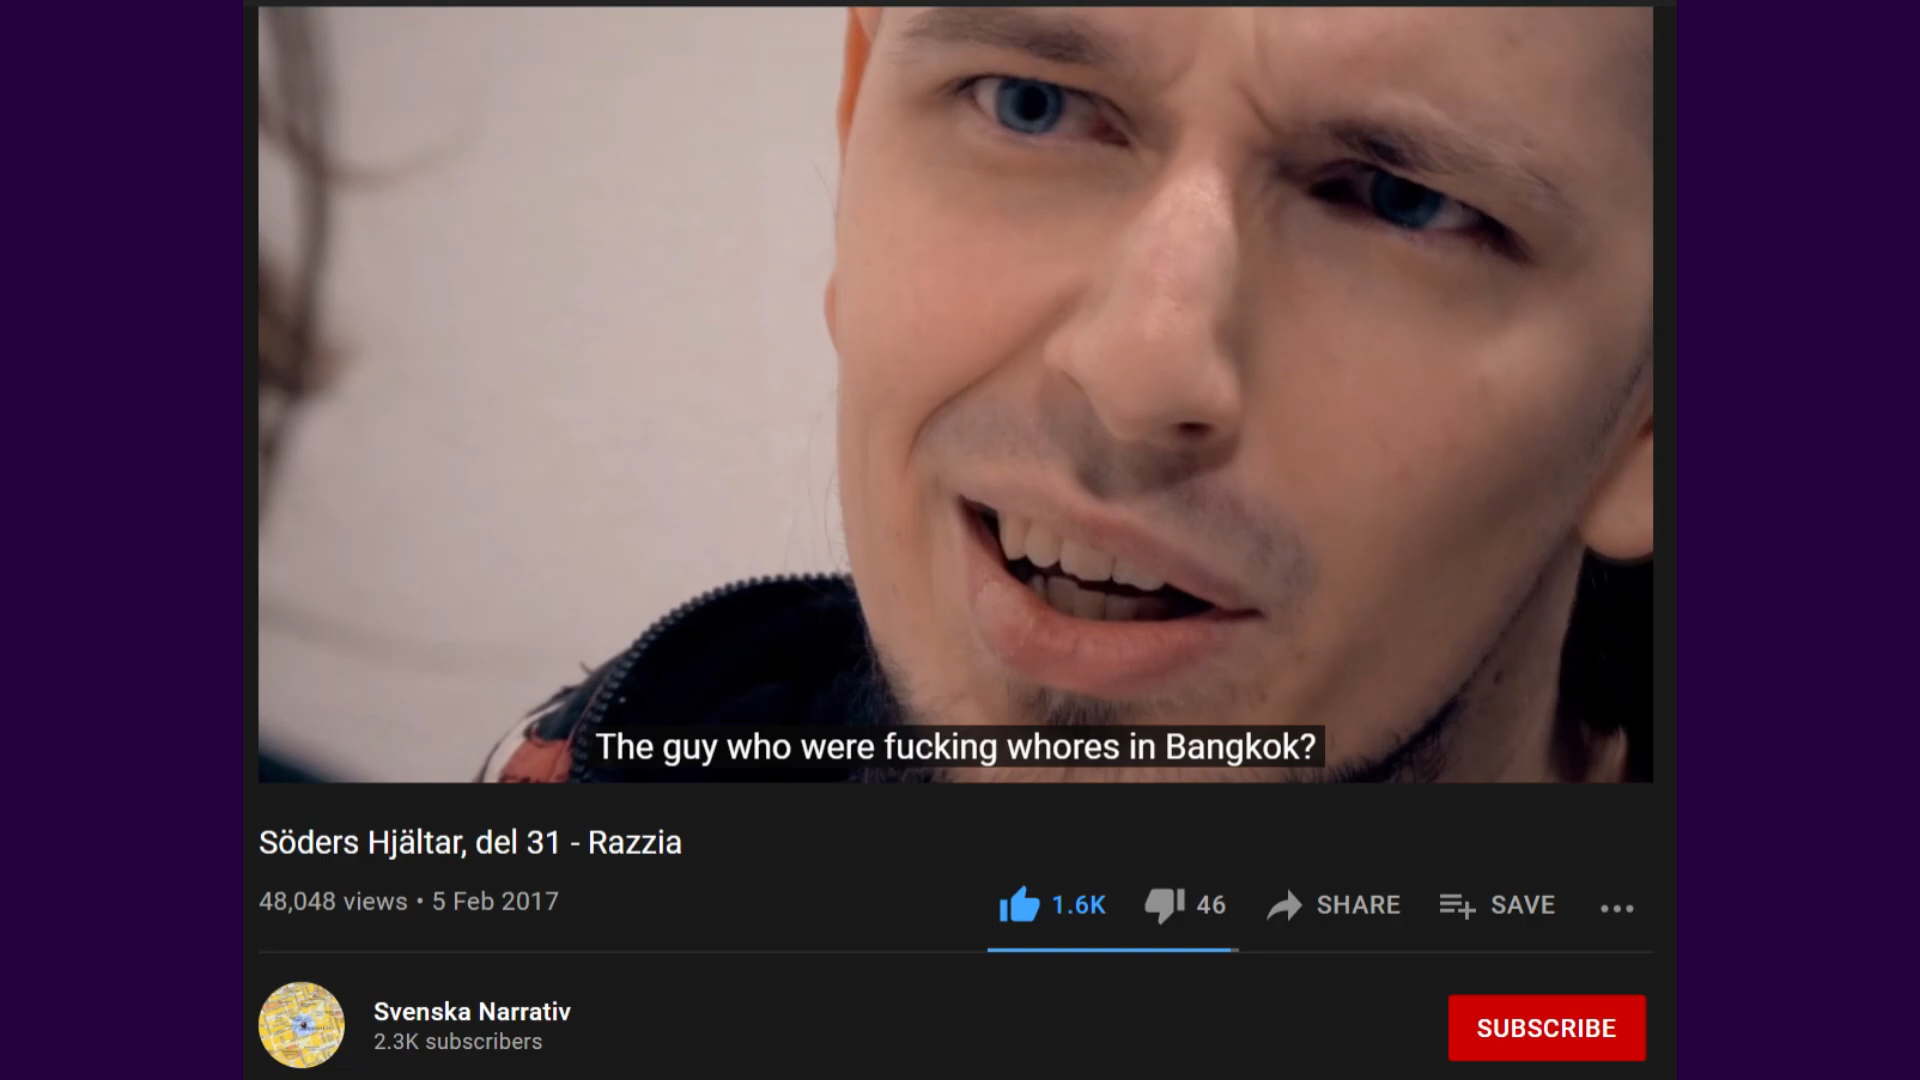 The guy who were fucking whores in Bangkok?
Söders Hjältar, del 31 - Razzia
48,048 views • 5 Feb 2017
1.6K 46 SHARE SAVE
Svenska Narrativ
2.3K subscribers
SUBSCRIBE